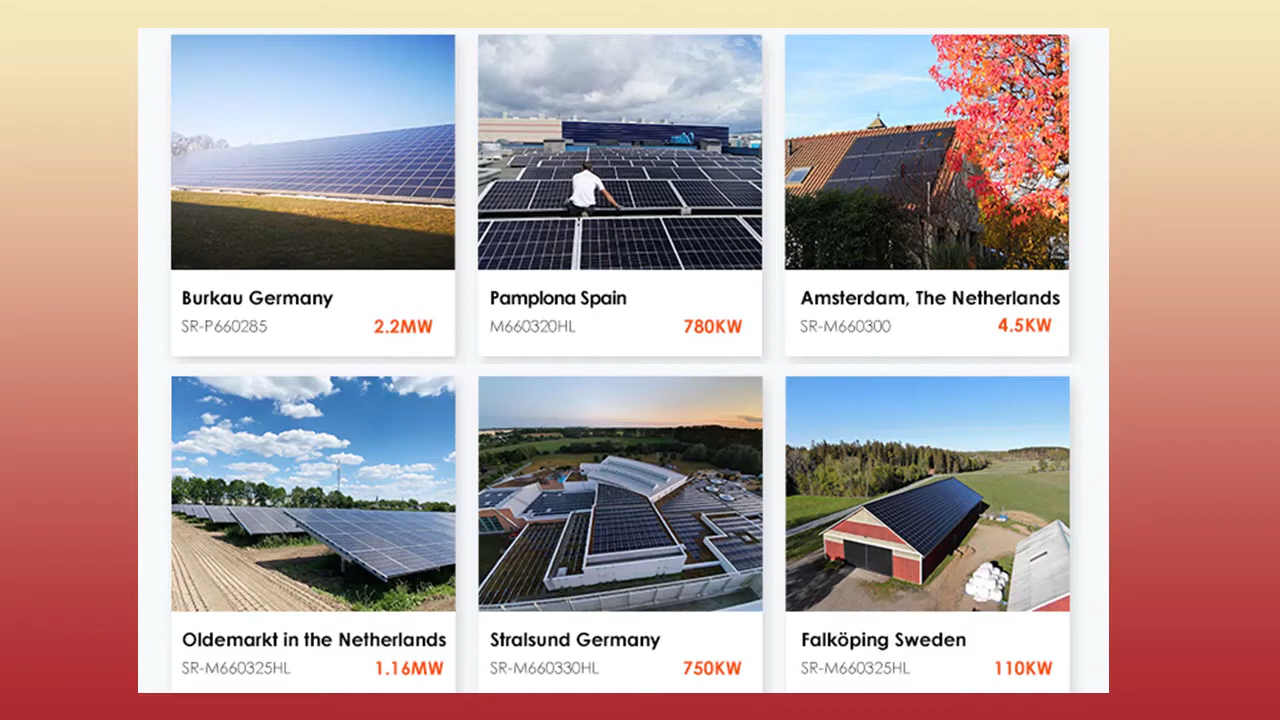 Burkau Germany
SR-P660285 2.2MW
Pamplona Spain
M660320HL 780KW
Amsterdam, The Netherlands
SR-M660300 4.5KW
Oldemarkt in the Netherlands
SR-M660325HL 1.16MW
Stralsund Germany
SR-M660330HL 750KW
Falköping Sweden
SR-M660325HL 110KW